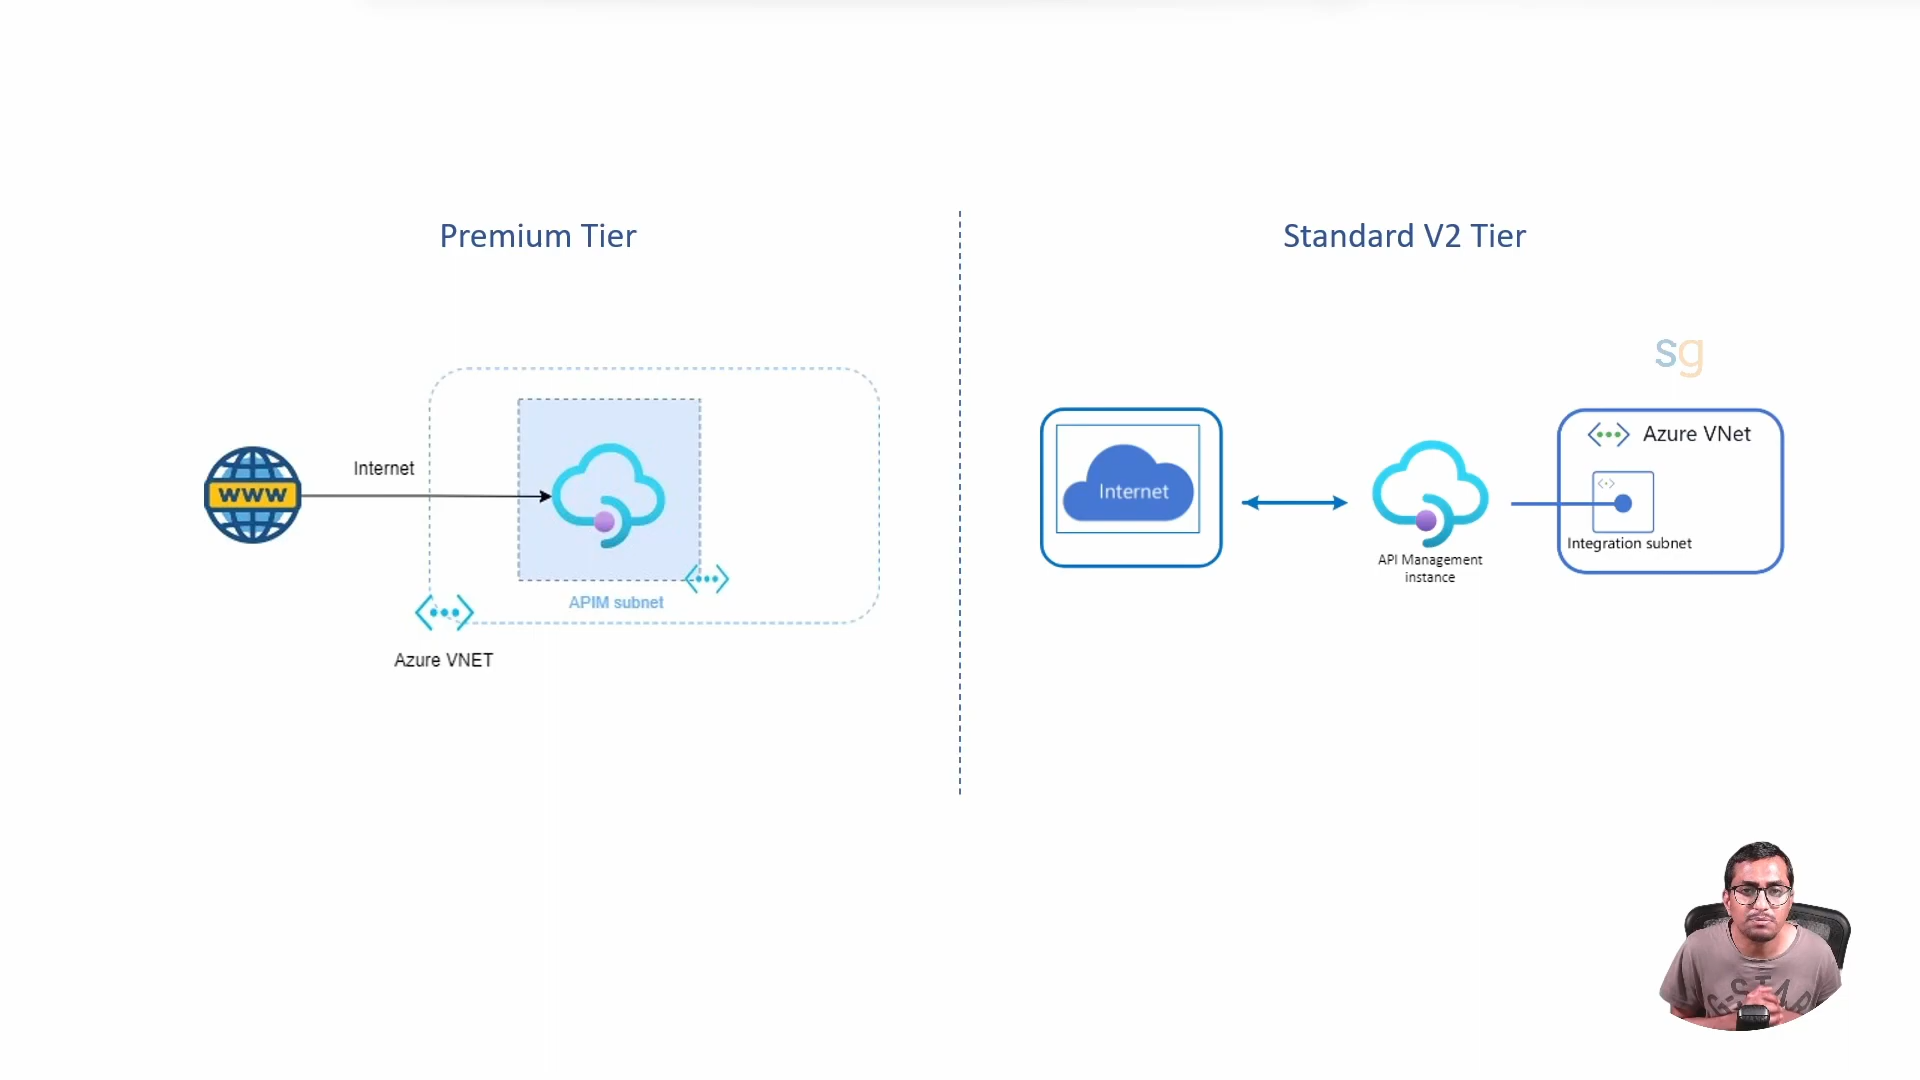 Premium Tier
Internet
WWW
APIM subnet
Azure VNET
Standard V2 Tier
sg
Internet
API Management
instance
Azure VNet
Integration subnet